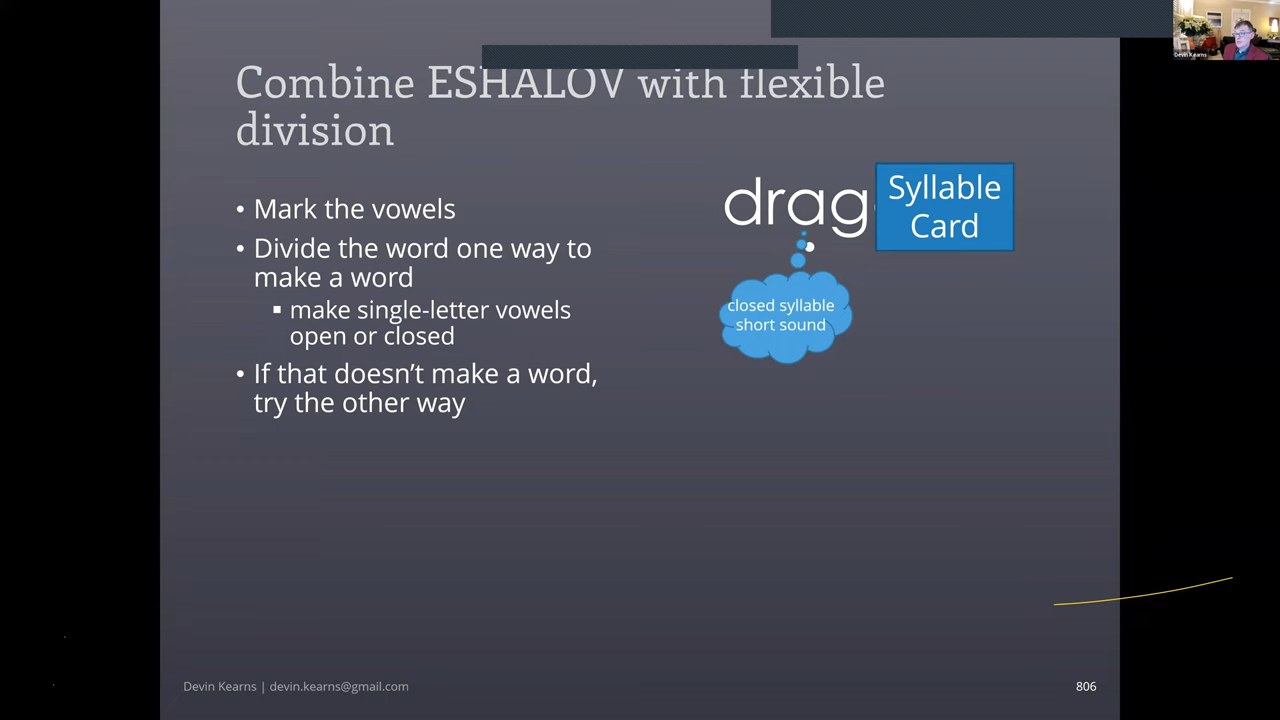 Combine ESHALOV with flexible
division
• Mark the vowels
• Divide the word one way to
make a word
▪ make single-letter vowels
open or closed
• If that doesn't make a word,
try the other way
drag
Syllable
Card
closed syllable
short sound
Devin Kearns | devin.kearns@gmail.com
806
Devin Kearns